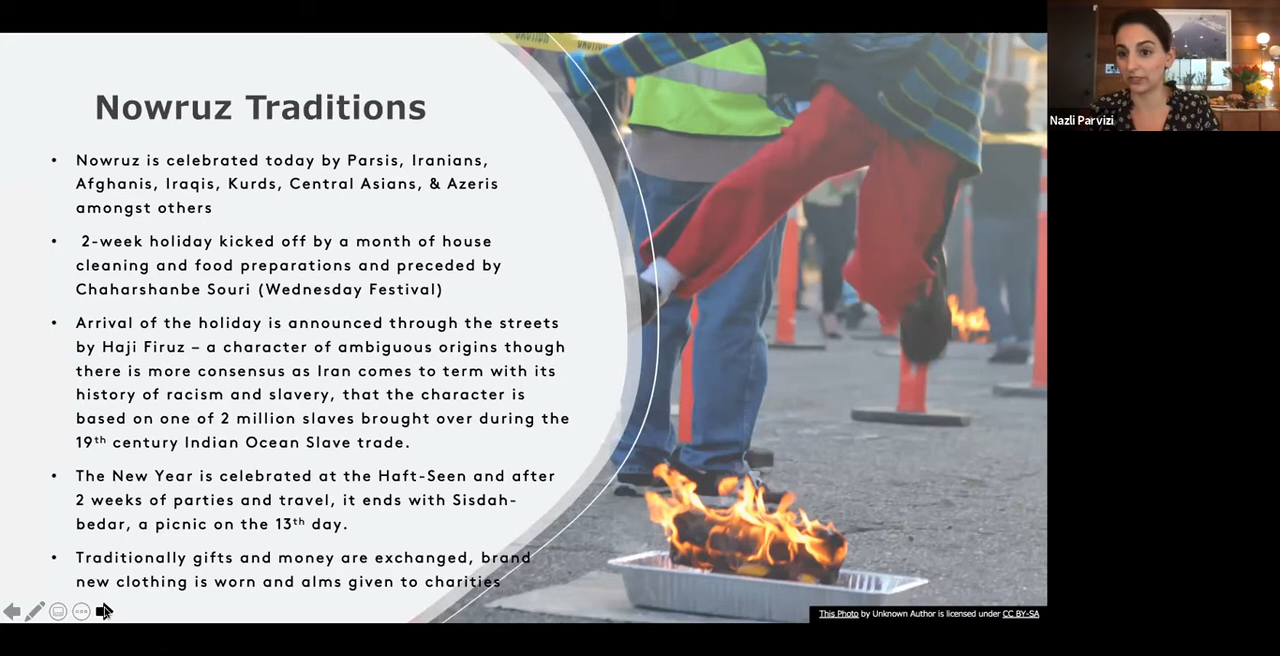 CAUTION
CAUTION
Nowruz Traditions
• Nowruz is celebrated today by Parsis, Iranians,
Afghanis, Iraqis, Kurds, Central Asians, & Azeris
amongst others
• 2-week holiday kicked off by a month of house
cleaning and food preparations and preceded by
Chaharshanbe Souri (Wednesday Festival)
• Arrival of the holiday is announced through the streets
by Haji Firuz – a character of ambiguous origins though
there is more consensus as Iran comes to term with its
history of racism and slavery, that the character is
based on one of 2 million slaves brought over during the
19th century Indian Ocean Slave trade.
• The New Year is celebrated at the Haft-Seen and after
2 weeks of parties and travel, it ends with Sisdah-
bedar, a picnic on the 13th day.
• Traditionally gifts and money are exchanged, brand
new clothing is worn and alms given to charities
This Photo by Unknown Author is licensed under CC BY-SA
Nazli Parvizi